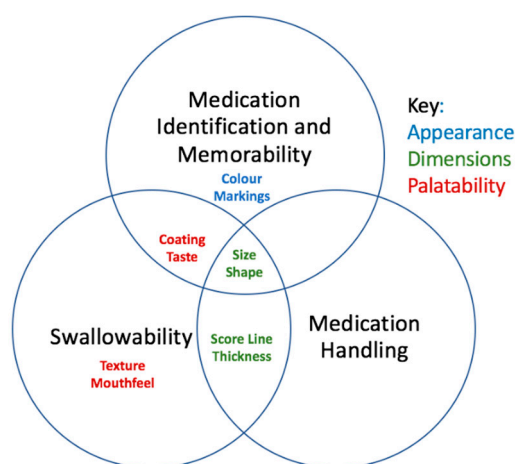 Medication
Identification and
Memorability
Colour
Markings
Key:
Appearance
Dimensions
Palatability
Coating
Taste
Size
Shape
Swallowability
Texture
Mouthfeel
Score Line
Thickness
Medication
Handling